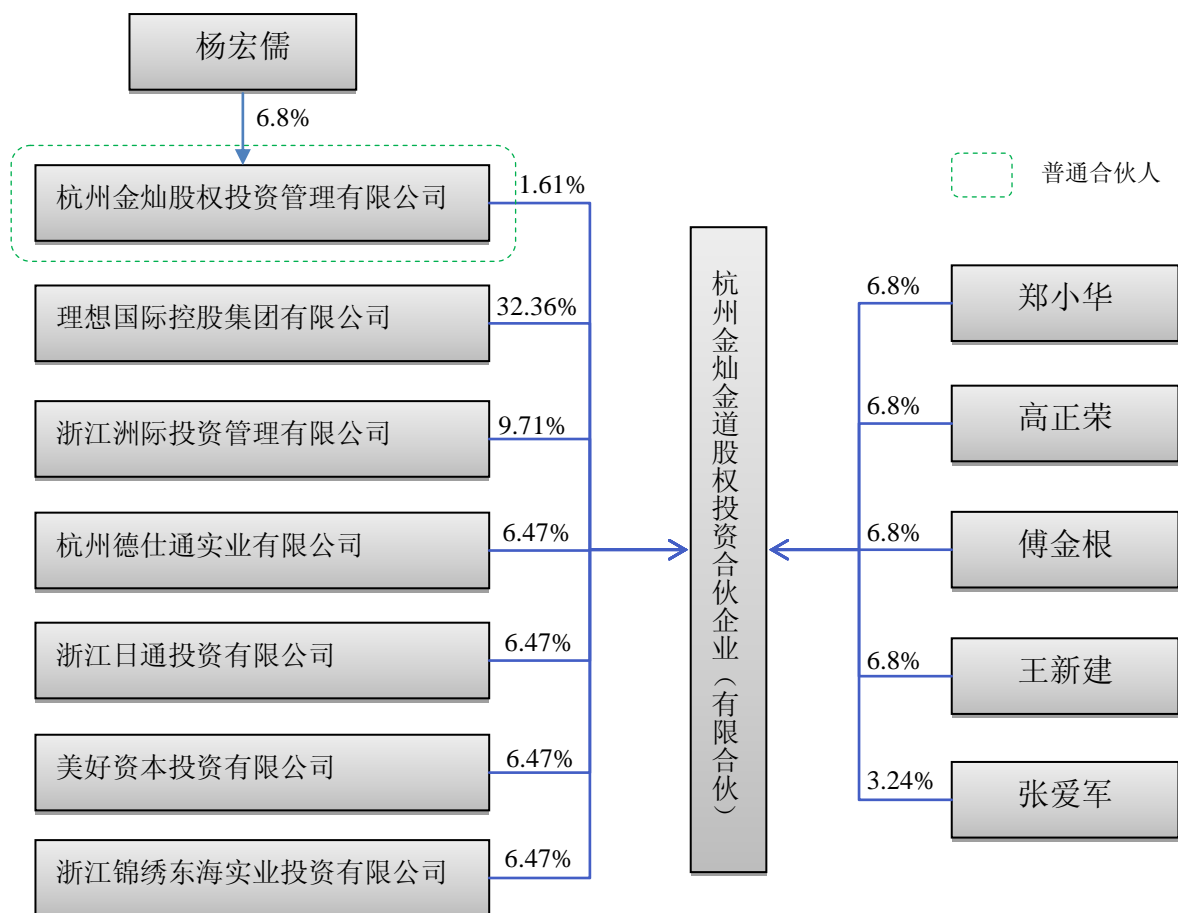 杨宏儒
6.8%
杭州金灿股权投资管理有限公司
1.61%
理想国际控股集团有限公司
32.36%
浙江洲际投资管理有限公司
9.71%
杭州德仕通实业有限公司
6.47%
浙江日通投资有限公司
6.47%
美好资本投资有限公司
6.47%
浙江锦绣东海实业投资有限公司
6.47%
杭州金灿金道股权投资合伙企业（有限合伙）
普通合伙人
6.8%
郑小华
6.8%
高正荣
6.8%
傅金根
6.8%
王新建
3.24%
张爱军